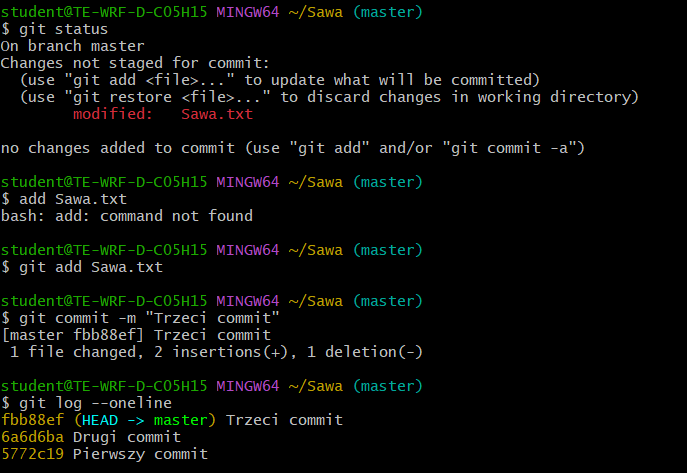 student@TE-WRF-D-CO5H15 MINGW64 ~/Sawa (master)
$ git status
On branch master
Changes not staged for commit:
  (use "git add <file>..." to update what will be committed)
  (use "git restore <file>..." to discard changes in working directory)
        modified:   Sawa.txt

no changes added to commit (use "git add" and/or "git commit -a")

student@TE-WRF-D-CO5H15 MINGW64 ~/Sawa (master)
$ add Sawa.txt
bash: add: command not found

student@TE-WRF-D-CO5H15 MINGW64 ~/Sawa (master)
$ git add Sawa.txt

student@TE-WRF-D-CO5H15 MINGW64 ~/Sawa (master)
$ git commit -m "Trzeci commit"
[master fbb88ef] Trzeci commit
 1 file changed, 2 insertions(+), 1 deletion(-)

student@TE-WRF-D-CO5H15 MINGW64 ~/Sawa (master)
$ git log --oneline
fbb88ef (HEAD -> master) Trzeci commit
6a6d6ba Drugi commit
5772c19 Pierwszy commit